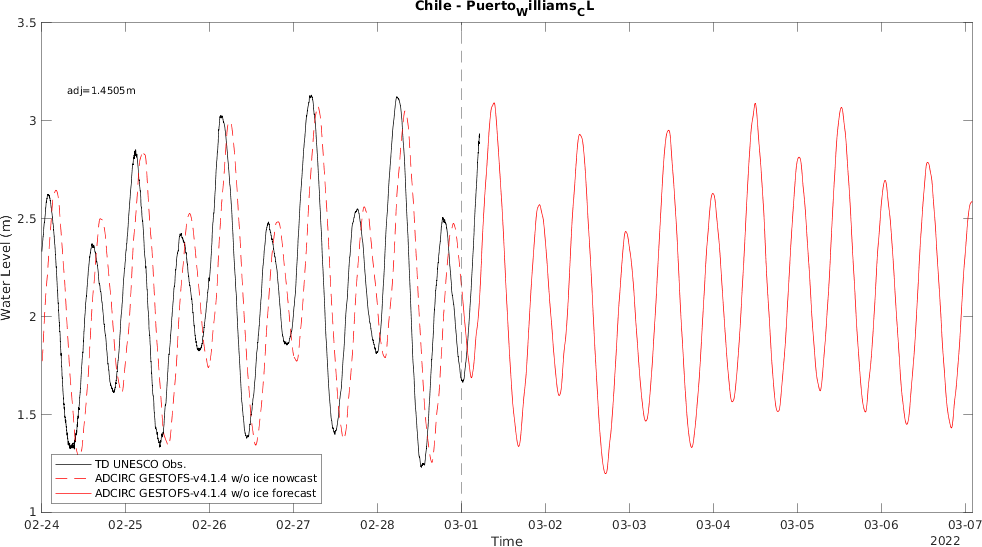 Chile - PuertoWilliamsCL
3.5
adj=1.4505m
3
2.5
Water Level (m)
2
1.5
TD UNESCO Obs.
ADCIRC GESTOFS-v4.1.4 w/o ice nowcast
ADCIRC GESTOFS-v4.1.4 w/o ice forecast
1
02-24 02-25 02-26 02-27 02-28 03-01 03-02 03-03 03-04 03-05 03-06 03-07
Time
2022